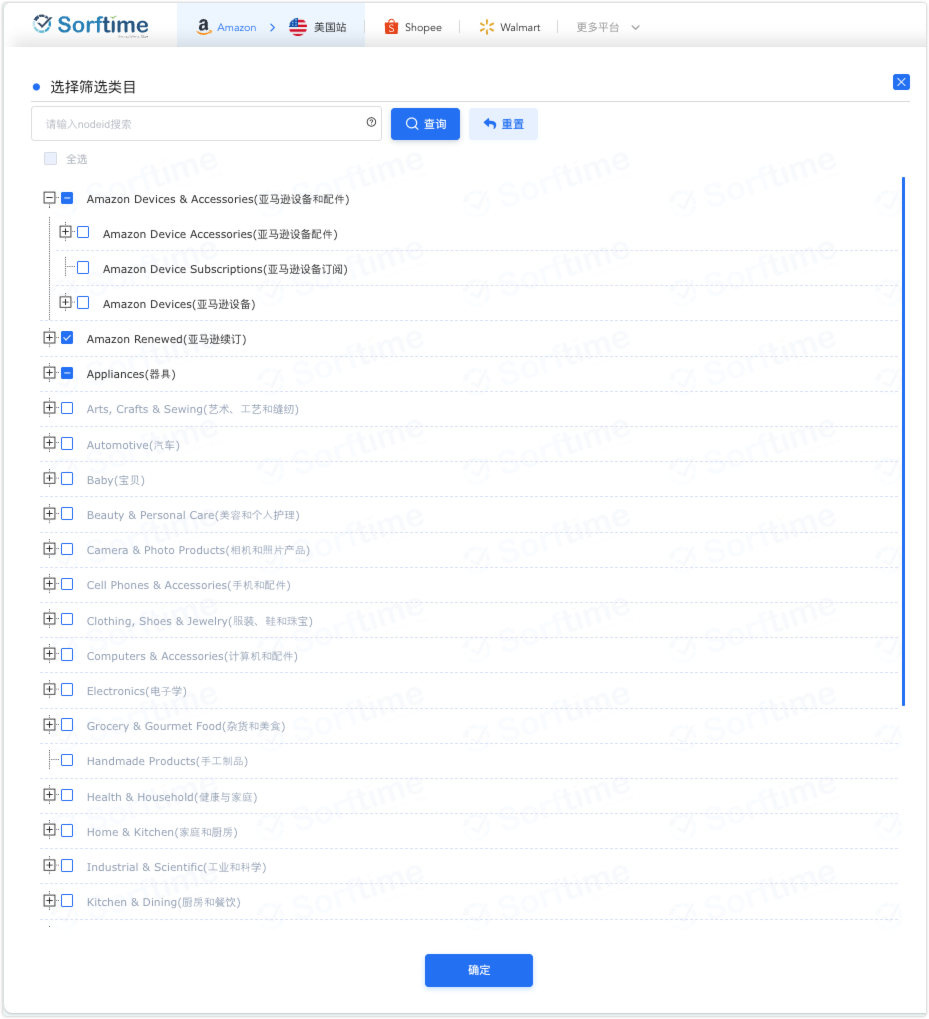 Sorftime
Amazon
美国站
Shopee
Walmart
更多平台
选择筛选类目
请输入nodeid搜索
查询
重置
全选
Amazon Devices & Accessories(亚马逊设备和配件)
Amazon Device Accessories(亚马逊设备配件)
Amazon Device Subscriptions(亚马逊设备订阅)
Amazon Devices(亚马逊设备)
Amazon Renewed(亚马逊续订)
Appliances(器具)
Arts, Crafts & Sewing(艺术、工艺和缝纫)
Automotive(汽车)
Baby(宝贝)
Beauty & Personal Care(美容和个人护理)
Camera & Photo Products(相机和照片产品)
Cell Phones & Accessories(手机和配件)
Clothing, Shoes & Jewelry(服装、鞋和珠宝)
Computers & Accessories(计算机和配件)
Electronics(电子学)
Grocery & Gourmet Food(杂货和美食)
Handmade Products(手工制品)
Health & Household(健康与家庭)
Home & Kitchen(家庭和厨房)
Industrial & Scientific(工业和科学)
Kitchen & Dining(厨房和餐饮)
确定